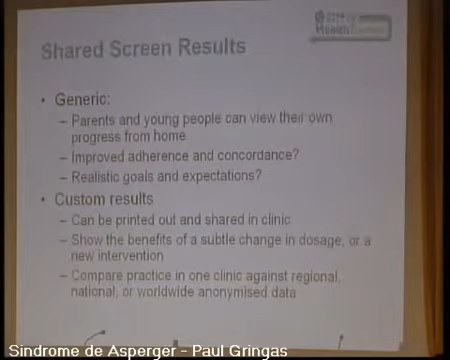 Health
Shared Screen Results
• Generic:
– Parents and young people can view their own
progress from home
– Improved adherence and concordance?
– Realistic goals and expectations?
• Custom results
– Can be printed out and shared in clinic
– Show the benefits of a subtle change in dosage, or a
new intervention
– Compare practice in one clinic against regional,
national, or worldwide anonymised data
Sindrome de Asperger - Paul Gringas